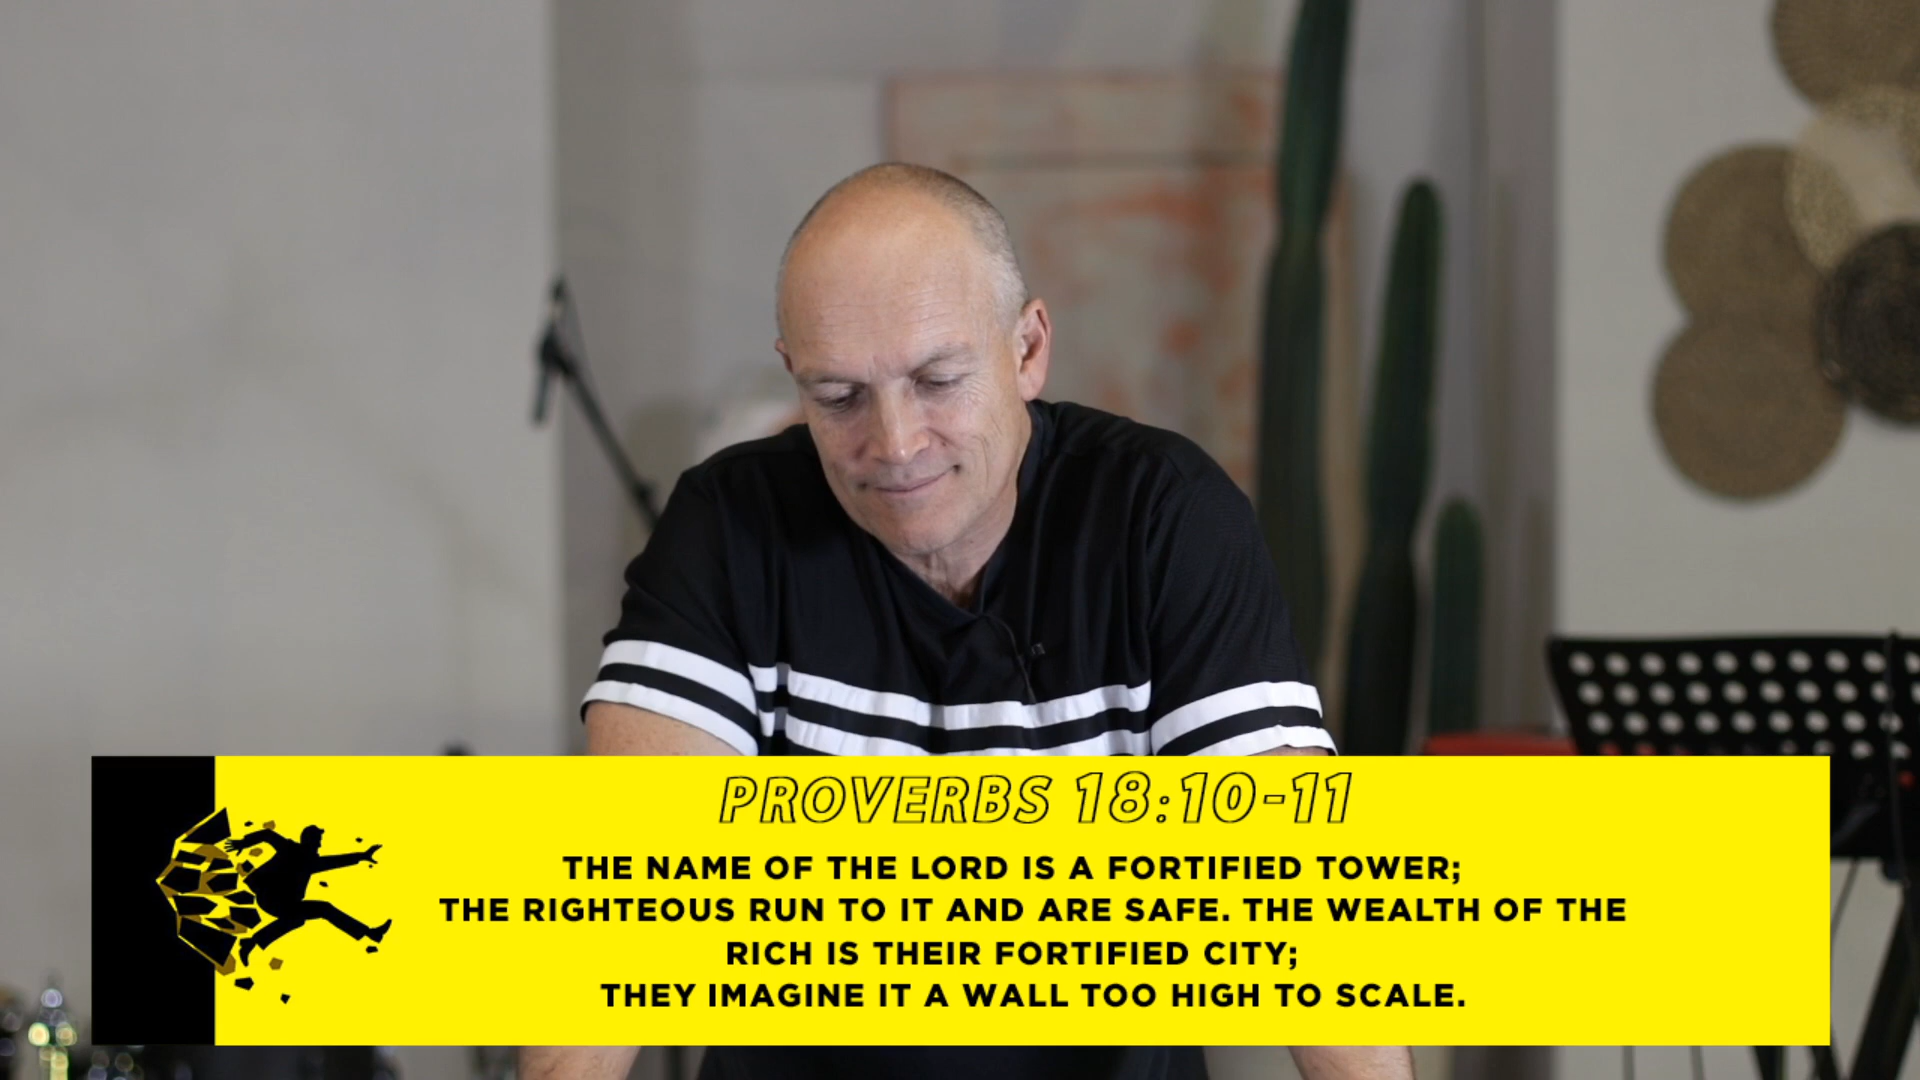 PROVERBS 18:10-11
THE NAME OF THE LORD IS A FORTIFIED TOWER;
THE RIGHTEOUS RUN TO IT AND ARE SAFE. THE WEALTH OF THE
RICH IS THEIR FORTIFIED CITY;
THEY IMAGINE IT A WALL TOO HIGH TO SCALE.